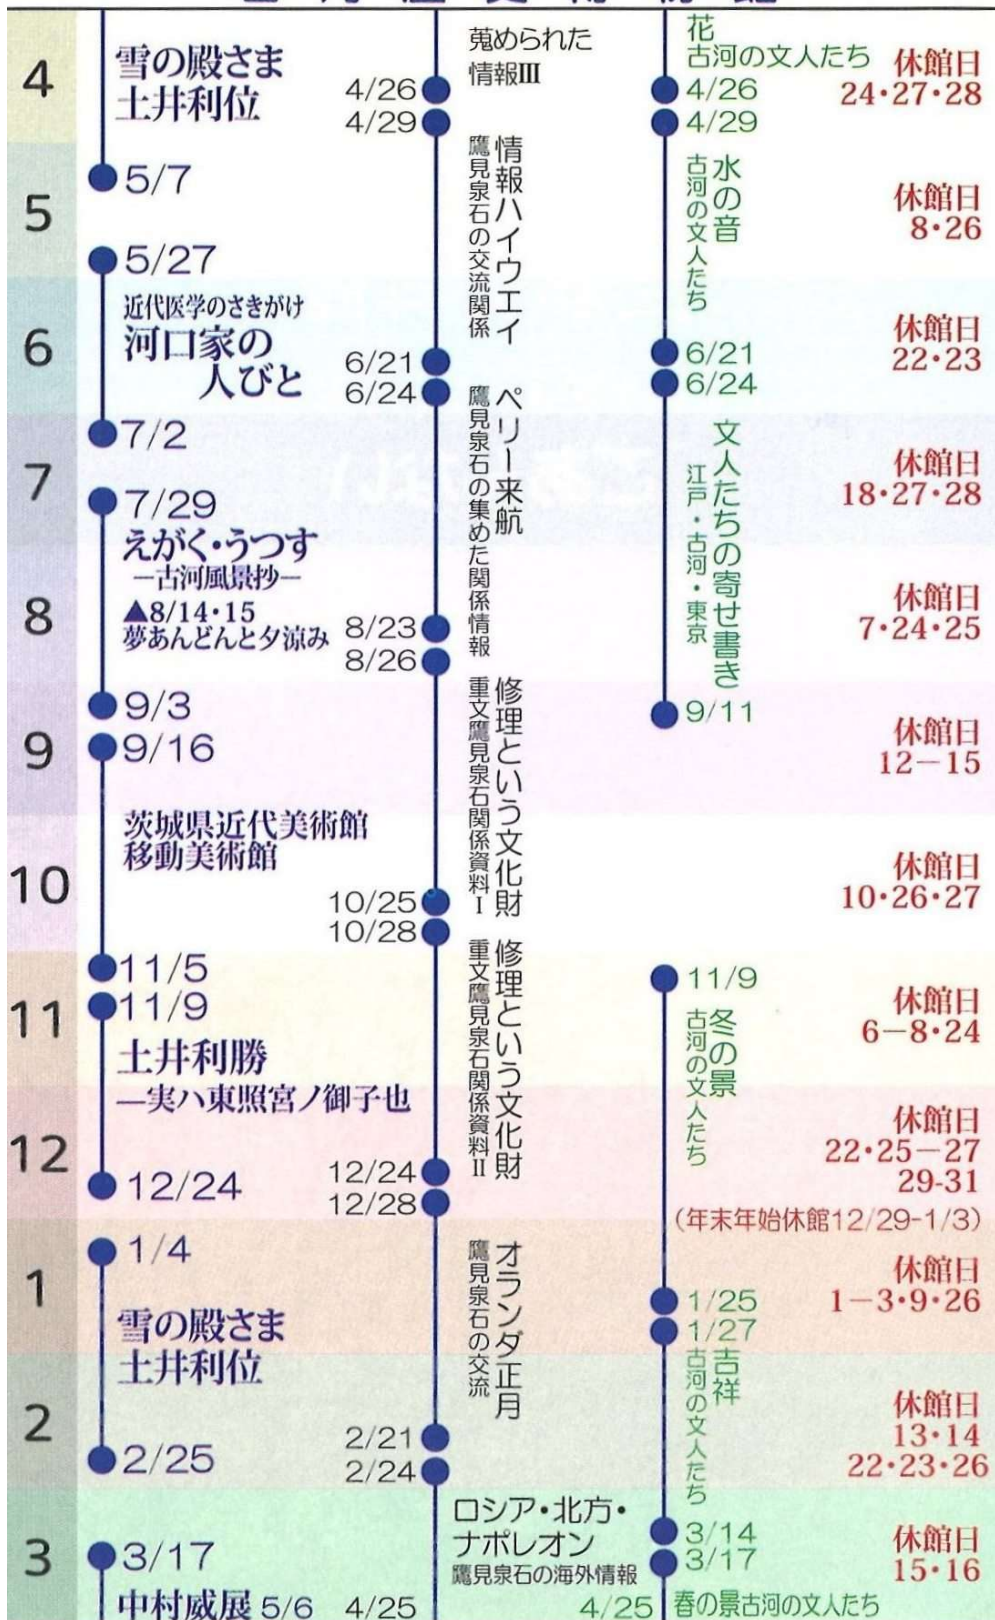 4
雪の殿さま
土井利位
5/7
蒐められた
情報Ⅲ
4/26
4/29
花
古河の文人たち
4/26
4/29
休館日
24・27・28
5
5/27
情報ハイウエイ
鷹見泉石の交流関係
水の音
古河の文人たち
休館日
8・26
6
近代医学のさきがけ
河口家の
人びと
7/2
6/21
6/24
6/21
6/24
休館日
22・23
7
7/29
えがく・うつす
―古河風景抄―
▲8/14・15
夢あんどんと夕涼み
ペリー来航
鷹見泉石の集めた関係情報
文人たちの寄せ書き
江戸・古河・東京
休館日
18・27・28
8
8/23
8/26
休館日
7・24・25
9
9/3
9/16
修理という文化財
重文鷹見泉石関係資料Ⅰ
9/11
休館日
12－15
茨城県近代美術館
移動美術館
10
10/25
10/28
休館日
10・26・27
11
11/5
11/9
土井利勝
―実ハ東照宮ノ御子也
修理という文化財
重文鷹見泉石関係資料Ⅱ
11/9
冬の景
古河の文人たち
休館日
6－8・24
12
12/24
12/24
12/28
休館日
22・25－27
29-31
(年末年始休館12/29-1/3)
1
1/4
雪の殿さま
土井利位
オランダ正月
鷹見泉石の交流
1/25
1/27
休館日
1－3・9・26
2
2/25
2/21
2/24
吉祥
古河の文人たち
休館日
13・14
22・23・26
3
3/17
中村威展 5/6
ロシア・北方・
ナポレオン
鷹見泉石の海外情報
4/25
3/14
3/17
4/25
春の景古河の文人たち
休館日
15・16